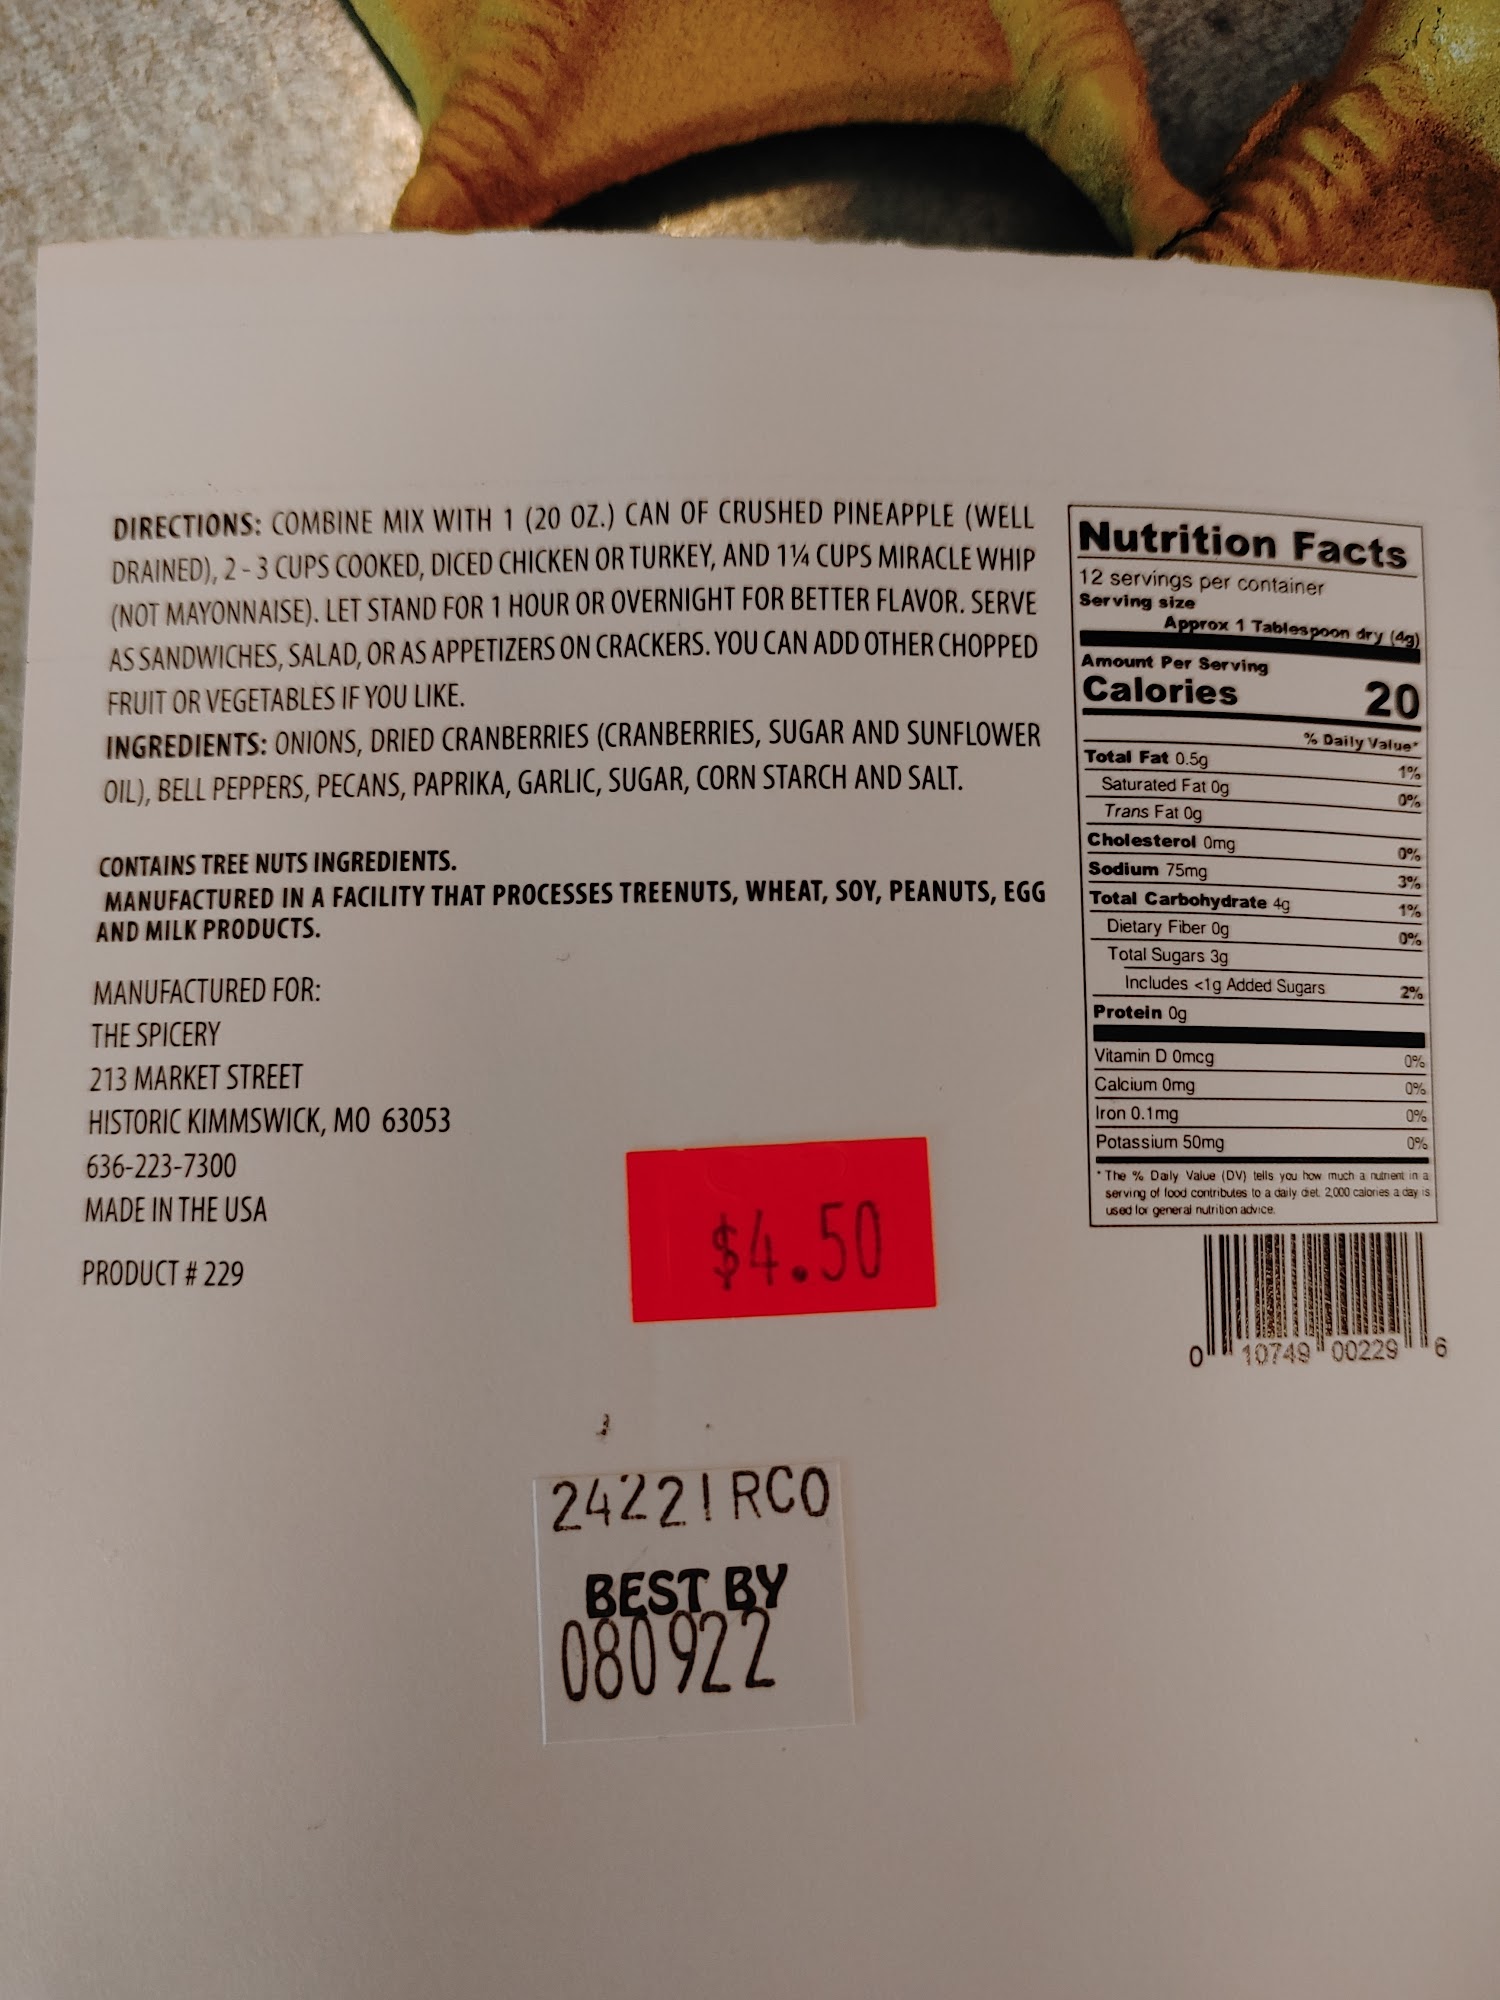 DIRECTIONS: COMBINE MIX WITH 1 (20 OZ.) CAN OF CRUSHED PINEAPPLE (WELL
DRAINED), 2 - 3 CUPS COOKED, DICED CHICKEN OR TURKEY, AND 1¼ CUPS MIRACLE WHIP
(NOT MAYONNAISE). LET STAND FOR 1 HOUR OR OVERNIGHT FOR BETTER FLAVOR. SERVE
AS SANDWICHES, SALAD, OR AS APPETIZERS ON CRACKERS. YOU CAN ADD OTHER CHOPPED
FRUIT OR VEGETABLES IF YOU LIKE.
INGREDIENTS: ONIONS, DRIED CRANBERRIES (CRANBERRIES, SUGAR AND SUNFLOWER
OIL), BELL PEPPERS, PECANS, PAPRIKA, GARLIC, SUGAR, CORN STARCH AND SALT.
CONTAINS TREE NUTS INGREDIENTS.
MANUFACTURED IN A FACILITY THAT PROCESSES TREENUTS, WHEAT, SOY, PEANUTS, EGG
AND MILK PRODUCTS.
MANUFACTURED FOR:
THE SPICERY
213 MARKET STREET
HISTORIC KIMMSWICK, MO 63053
636-223-7300
MADE IN THE USA
PRODUCT # 229
Nutrition Facts
12 servings per container
Serving size
Approx 1 Tablespoon dry (4g)
Amount Per Serving
Calories 20
% Daily Value*
Total Fat 0.5g 1%
Saturated Fat 0g 0%
Trans Fat 0g
Cholesterol 0mg 0%
Sodium 75mg 3%
Total Carbohydrate 4g 1%
Dietary Fiber 0g 0%
Total Sugars 3g
Includes <1g Added Sugars 2%
Protein 0g
Vitamin D 0mcg 0%
Calcium 0mg 0%
Iron 0.1mg 0%
Potassium 50mg 0%
* The % Daily Value (DV) tells you how much a nutrient in a
serving of food contributes to a daily diet. 2,000 calories a day is
used for general nutrition advice.
0 10749 00229 6
$4.50
24221RCO
BEST BY
080922